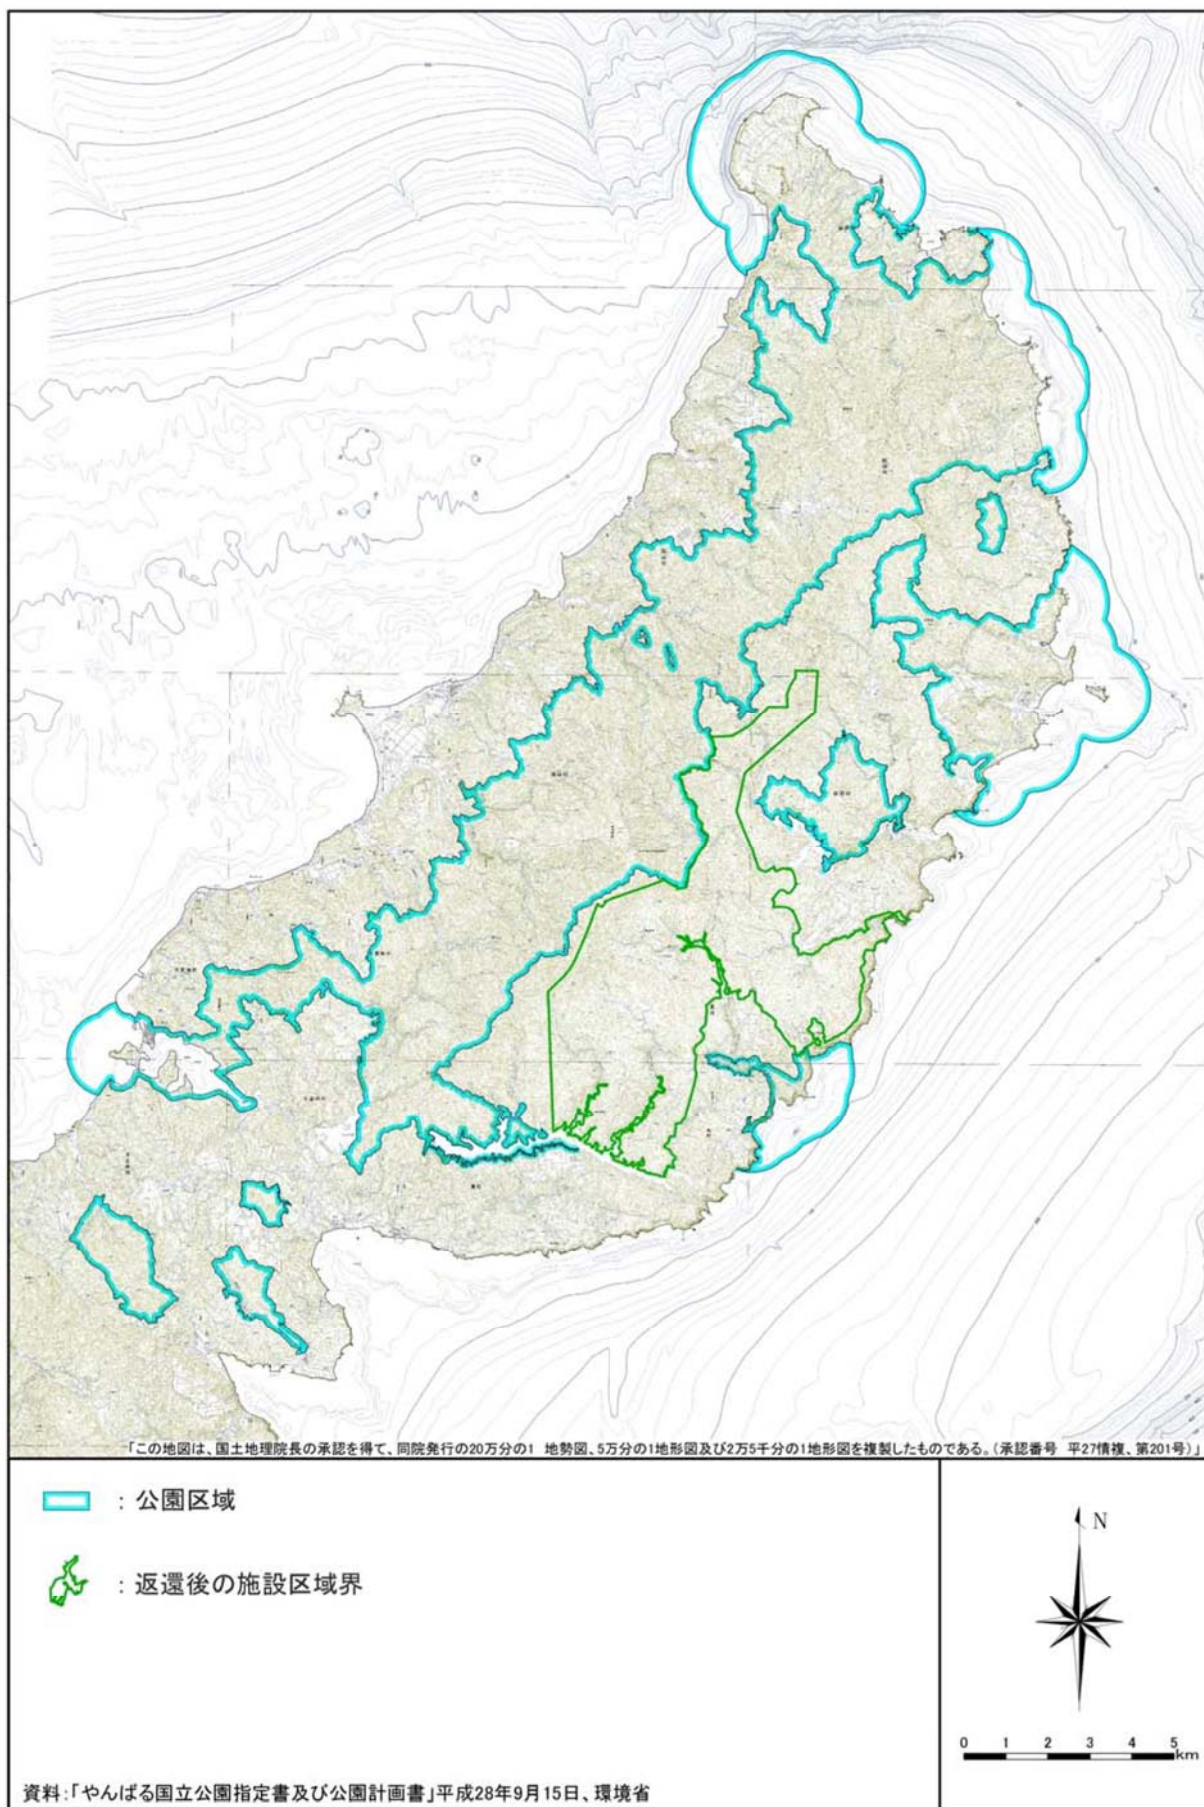 「この地図は、国土地理院長の承認を得て、同院発行の20万分の1 地勢図、5万分の1地形図及び2万5千分の1地形図を複製したものである。（承認番号 平27情複、第201号）」
：公園区域
：返還後の施設区域界
N
0 1 2 3 4 5
km
資料：「やんばる国立公園指定書及び公園計画書」平成28年9月15日、環境省